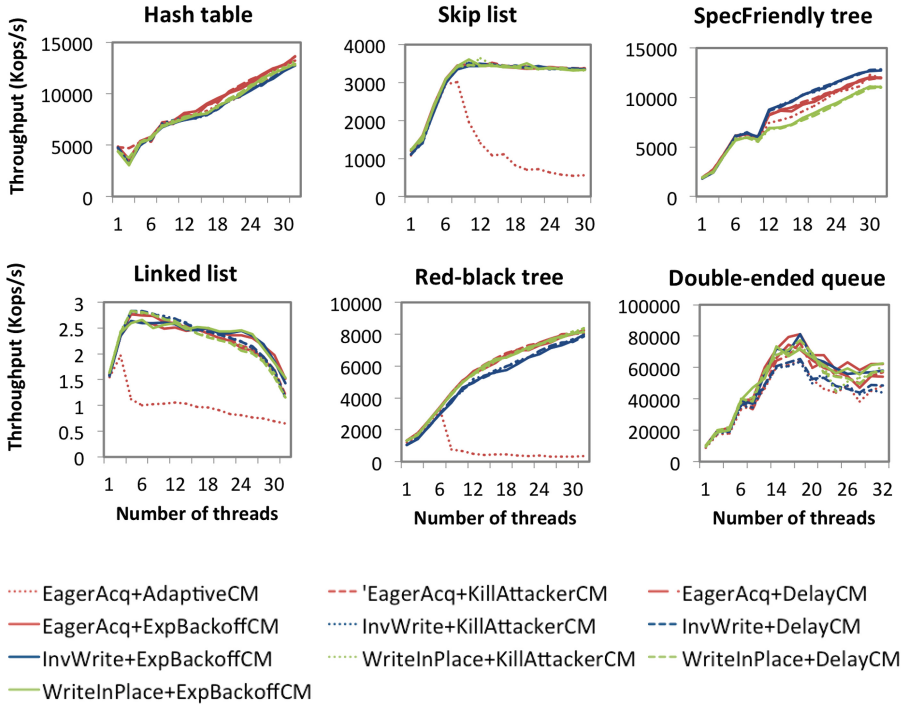 Hash table
Skip list
SpecFriendly tree
Throughput (Kops/s)
15000
10000
5000
0
1 6 12 18 24 30
4000
3000
2000
1000
0
1 6 12 18 24 30
15000
10000
5000
0
1 6 12 18 24 30
Linked list
Red-black tree
Double-ended queue
Thrhoughput (Kops/s)
3
2.5
2
1.5
1
0.5
0
1 6 12 18 24 30
Number of threads
10000
8000
6000
4000
2000
0
1 6 12 18 24 30
Number of threads
100000
80000
60000
40000
20000
0
1 6 14 20 26 32
Number of threads
EagerAcq+AdaptiveCM
'EagerAcq+KillAttackerCM
EagerAcq+DelayCM
EagerAcq+ExpBackoffCM
InvWrite+KillAttackerCM
InvWrite+DelayCM
InvWrite+ExpBackoffCM
WriteInPlace+KillAttackerCM
WriteInPlace+DelayCM
WriteInPlace+ExpBackoffCM